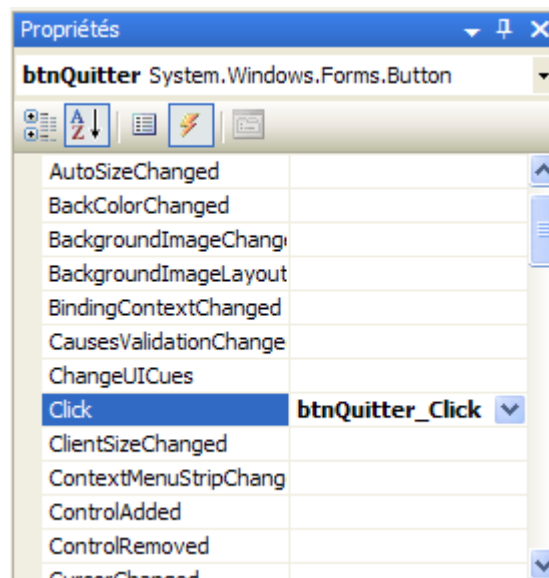 Propriétés
btnQuitter System.Windows.Forms.Button
AutoSizeChanged
BackColorChanged
BackgroundImageChang
BackgroundImageLayout
BindingContextChanged
CausesValidationChange
ChangeUICues
Click btnQuitter_Click
ClientSizeChanged
ContextMenuStripChang
ControlAdded
ControlRemoved
CursorChanged